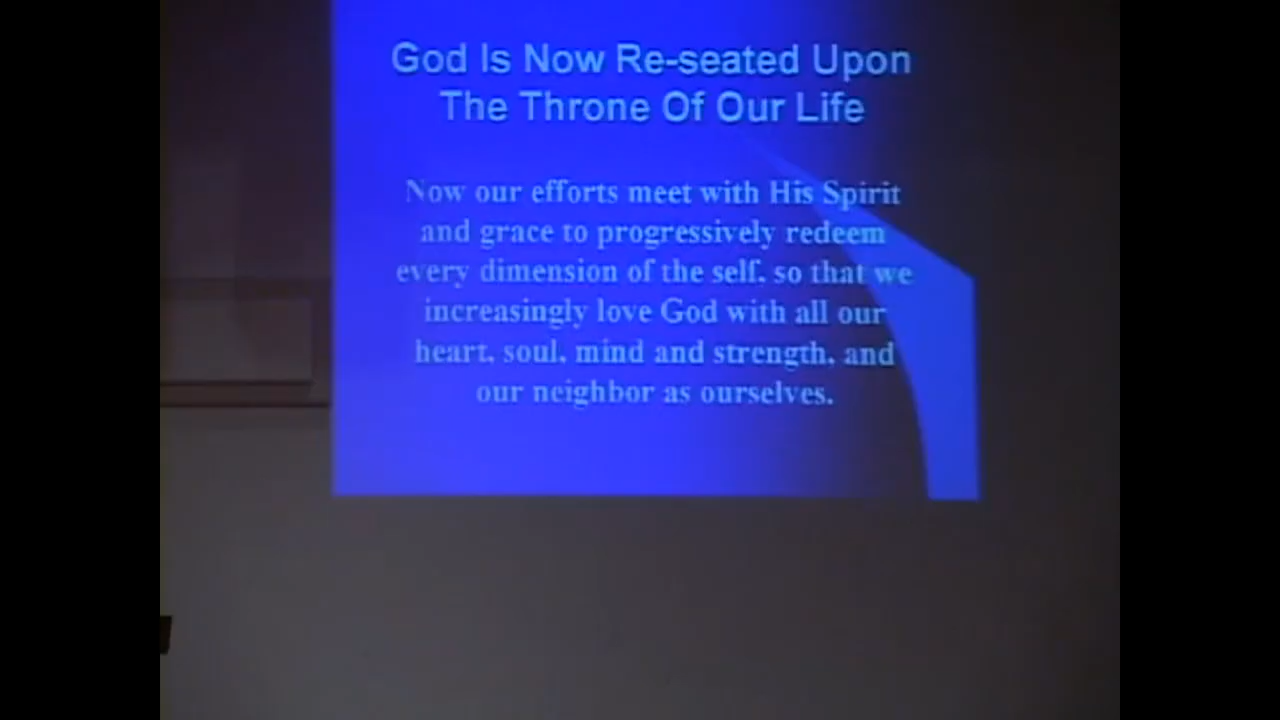 God Is Now Re-seated Upon
The Throne Of Our Life
Now our efforts meet with His Spirit
and grace to progressively redeem
every dimension of the self, so that we
increasingly love God with all our
heart, soul, mind and strength, and
our neighbor as ourselves.